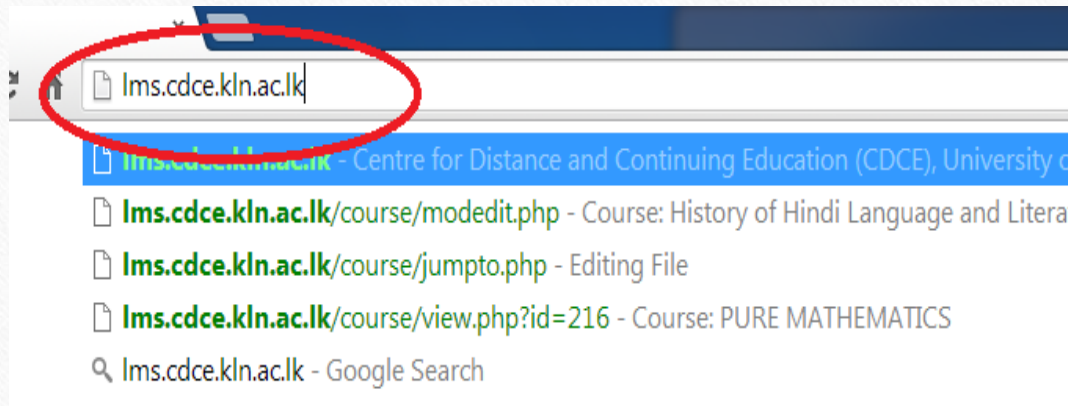 lms.cdce.kln.ac.lk
lms.cdce.kln.ac.lk - Centre for Distance and Continuing Education (CDCE), University
lms.cdce.kln.ac.lk/course/modedit.php - Course: History of Hindi Language and Litera
lms.cdce.kln.ac.lk/course/jumpto.php - Editing File
lms.cdce.kln.ac.lk/course/view.php?id=216 - Course: PURE MATHEMATICS
lms.cdce.kln.ac.lk - Google Search